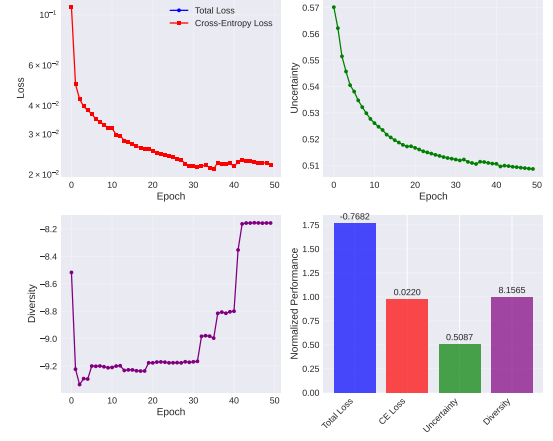 Total Loss
Cross-Entropy Loss
10⁻¹
6 × 10⁻²
4 × 10⁻²
3 × 10⁻²
2 × 10⁻²
Loss
0 10 20 30 40 50
Epoch
0.57
0.56
0.55
0.54
0.53
0.52
0.51
Uncertainty
0 10 20 30 40 50
Epoch
−8.2
−8.4
−8.6
−8.8
−9.0
−9.2
Diversity
0 10 20 30 40 50
Epoch
1.75
1.50
1.25
1.00
0.75
0.50
0.25
0.00
Normalized Performance
-0.7682
0.0220
0.5087
8.1565
Total Loss
CE Loss
Uncertainty
Diversity